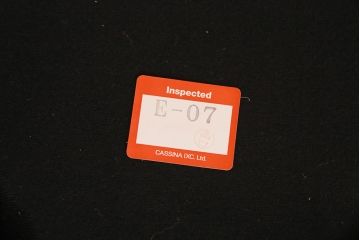 Inspected
E-07
CASSINA IXC. Ltd.